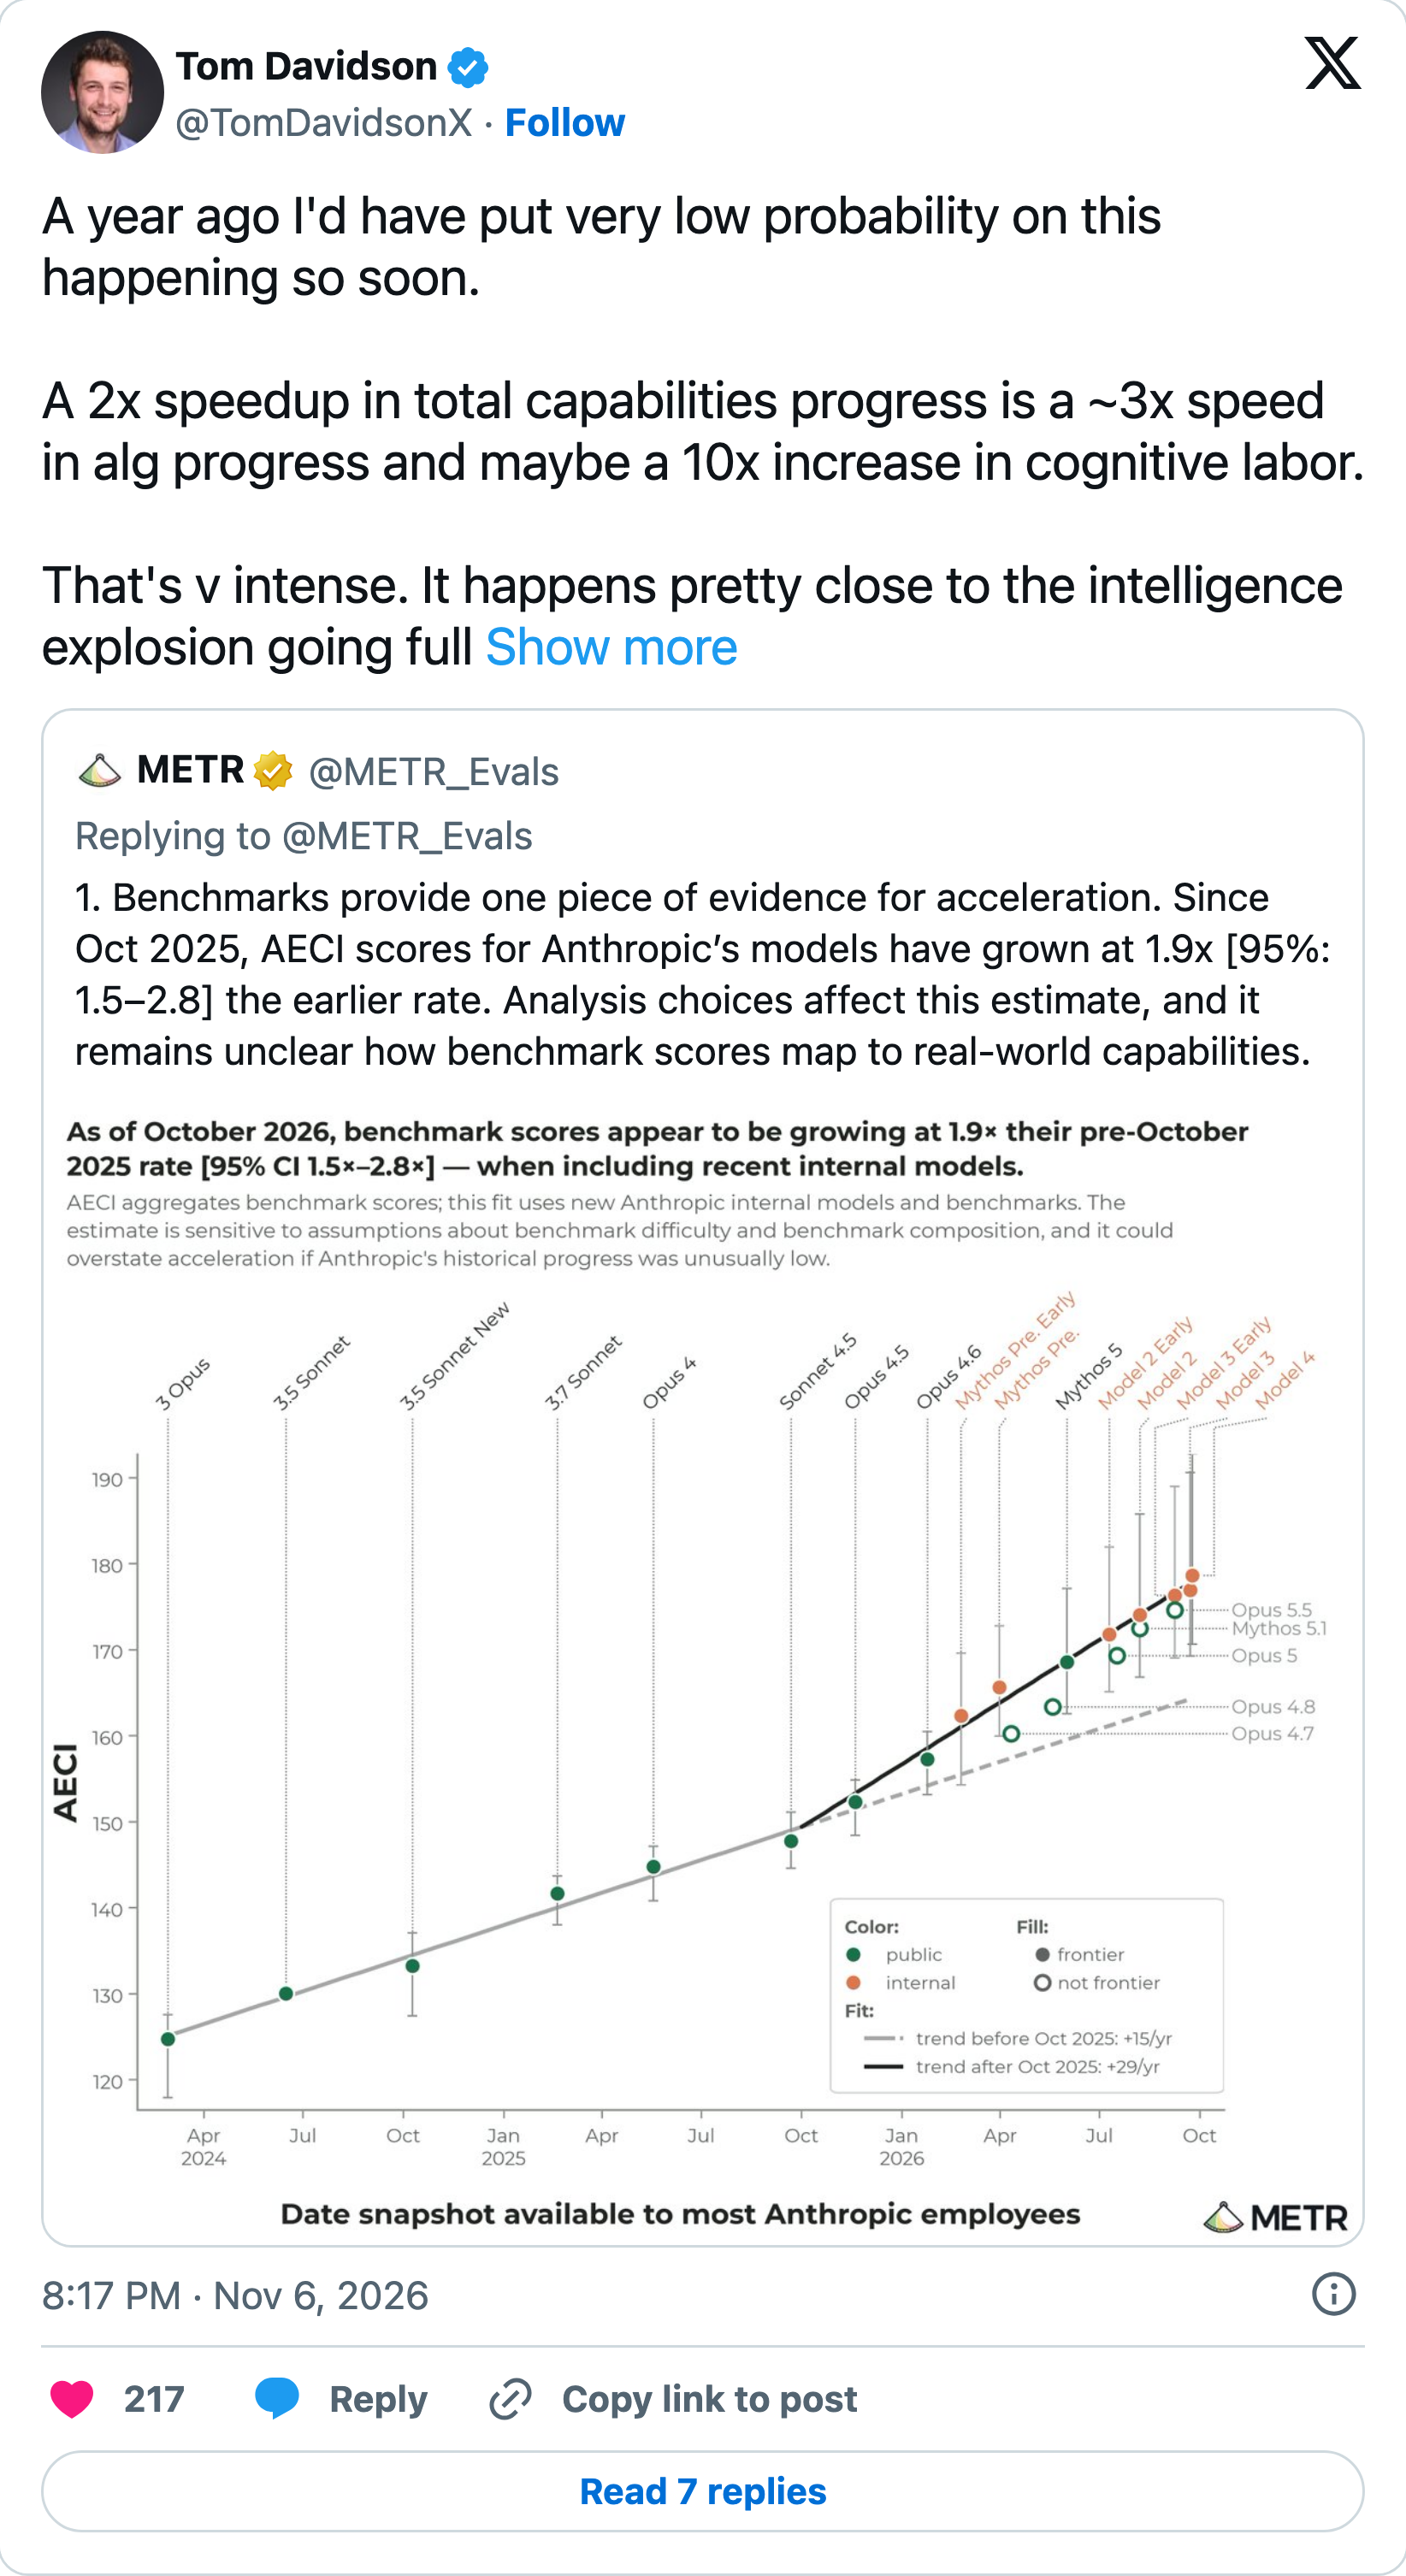 Tom Davidson
@TomDavidsonX · Follow
A year ago I'd have put very low probability on this
happening so soon.
A 2x speedup in total capabilities progress is a ~3x speed
in alg progress and maybe a 10x increase in cognitive labor.
That's v intense. It happens pretty close to the intelligence
explosion going full Show more
METR @METR_Evals
Replying to @METR_Evals
1. Benchmarks provide one piece of evidence for acceleration. Since
Oct 2025, AECI scores for Anthropic’s models have grown at 1.9x [95%:
1.5–2.8] the earlier rate. Analysis choices affect this estimate, and it
remains unclear how benchmark scores map to real-world capabilities.
As of October 2026, benchmark scores appear to be growing at 1.9× their pre-October
2025 rate [95% CI 1.5×–2.8×] — when including recent internal models.
AECI aggregates benchmark scores; this fit uses new Anthropic internal models and benchmarks. The
estimate is sensitive to assumptions about benchmark difficulty and benchmark composition, and it could
overstate acceleration if Anthropic's historical progress was unusually low.
3 Opus
3.5 Sonnet
3.5 Sonnet New
3.7 Sonnet
Opus 4
Sonnet 4.5
Opus 4.5
Opus 4.6
Mythos Pre. Early
Mythos Pre.
Mythos 5
Model 2 Early
Model 2
Model 3 Early
Model 3
Model 4
190
180
170
160
150
140
130
120
AECI
Opus 5.5
Mythos 5.1
Opus 5
Opus 4.8
Opus 4.7
Color:
public
internal
Fill:
frontier
not frontier
Fit:
trend before Oct 2025: +15/yr
trend after Oct 2025: +29/yr
Apr
2024
Jul
Oct
Jan
2025
Apr
Jul
Oct
Jan
2026
Apr
Jul
Oct
Date snapshot available to most Anthropic employees
METR
8:17 PM · Nov 6, 2026
217
Reply
Copy link to post
Read 7 replies